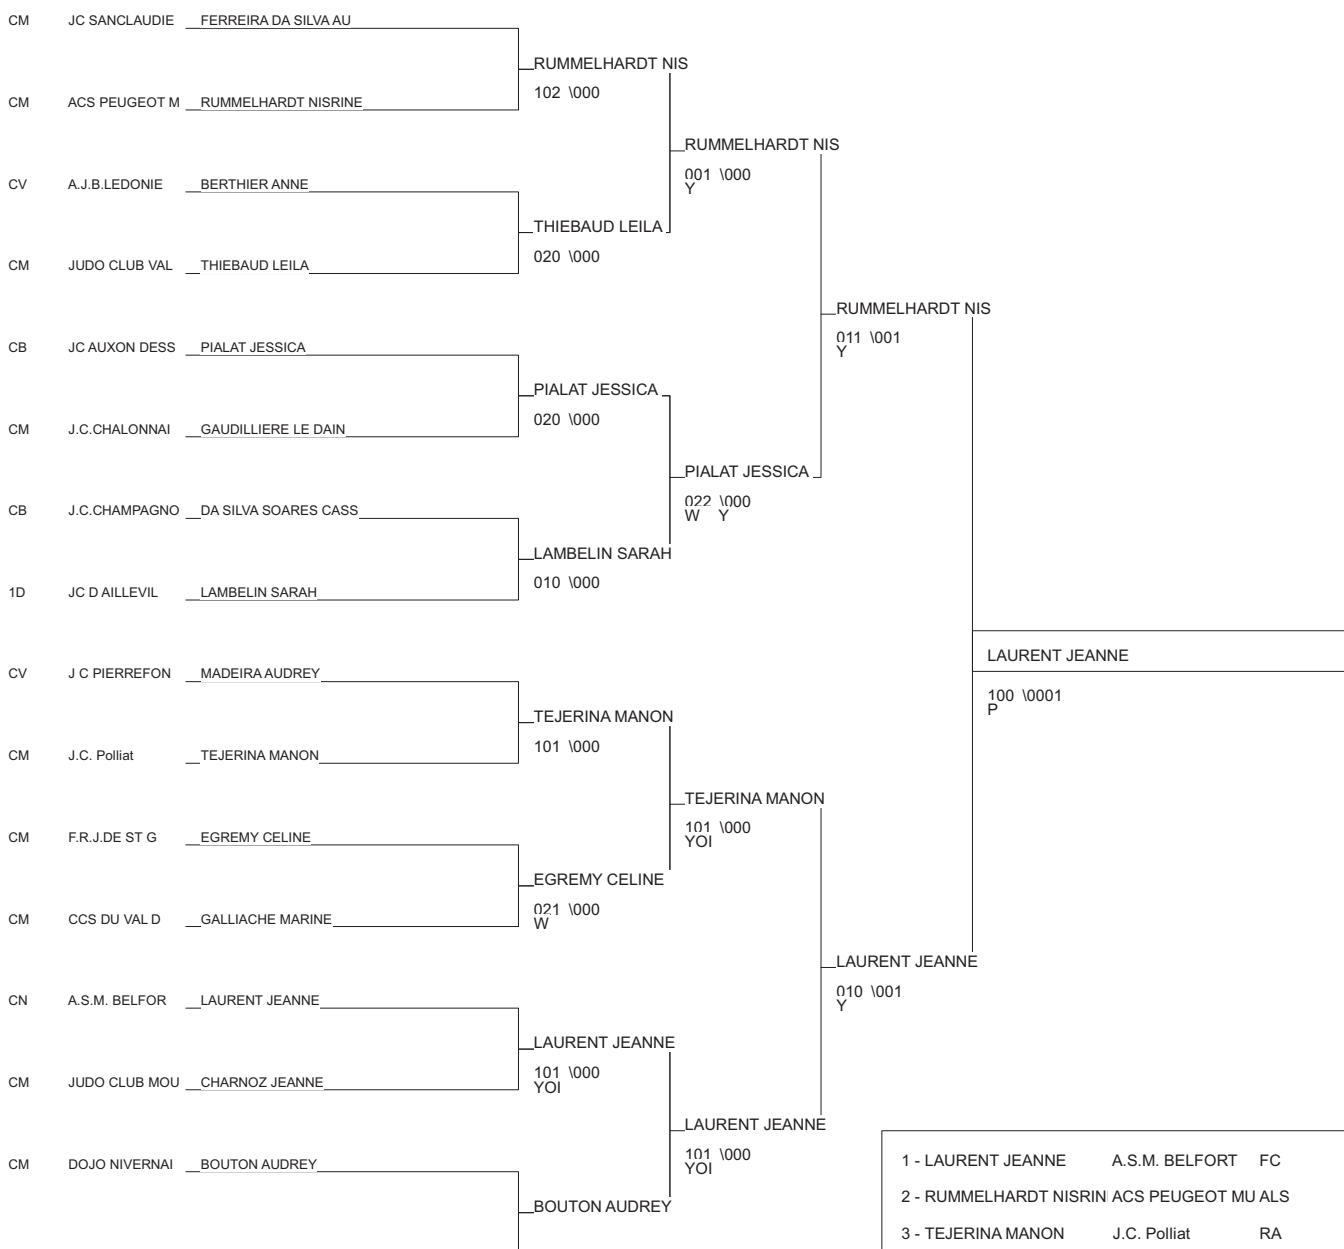 CM JC SANCLAUDIE FERREIRA DA SILVA AU
RUMMELHARDT NIS
102 \000
CM ACS PEUGEOT M RUMMELHARDT NISRINE
RUMMELHARDT NIS
001 \000
Y
CV A.J.B.LEDONIE BERTHIER ANNE
THIEBAUD LEILA
020 \000
CM JUDO CLUB VAL THIEBAUD LEILA
RUMMELHARDT NIS
011 \001
Y
CB JC AUXON DESS PIALAT JESSICA
PIALAT JESSICA
020 \000
CM J.C.CHALONNAI GAUDILLIERE LE DAIN
PIALAT JESSICA
022 \000
W Y
CB J.C.CHAMPAGNO DA SILVA SOARES CASS
LAMBELIN SARAH
010 \000
1D JC D AILLEVIL LAMBELIN SARAH
LAURENT JEANNE
100 \0001
P
CV J C PIERREFON MADEIRA AUDREY
TEJERINA MANON
101 \000
CM J.C. Polliat TEJERINA MANON
TEJERINA MANON
101 \000
YOI
CM F.R.J.DE ST G EGREMY CELINE
EGREMY CELINE
021 \000
W
CM CCS DU VAL D GALLIACHE MARINE
LAURENT JEANNE
010 \001
Y
CN A.S.M. BELFOR LAURENT JEANNE
LAURENT JEANNE
101 \000
YOI
CM JUDO CLUB MOU CHARNOZ JEANNE
LAURENT JEANNE
101 \000
YOI
CM DOJO NIVERNAI BOUTON AUDREY
BOUTON AUDREY
1 - LAURENT JEANNE A.S.M. BELFORT FC
2 - RUMMELHARDT NISRIN ACS PEUGEOT MU ALS
3 - TEJERINA MANON J.C. Polliat RA